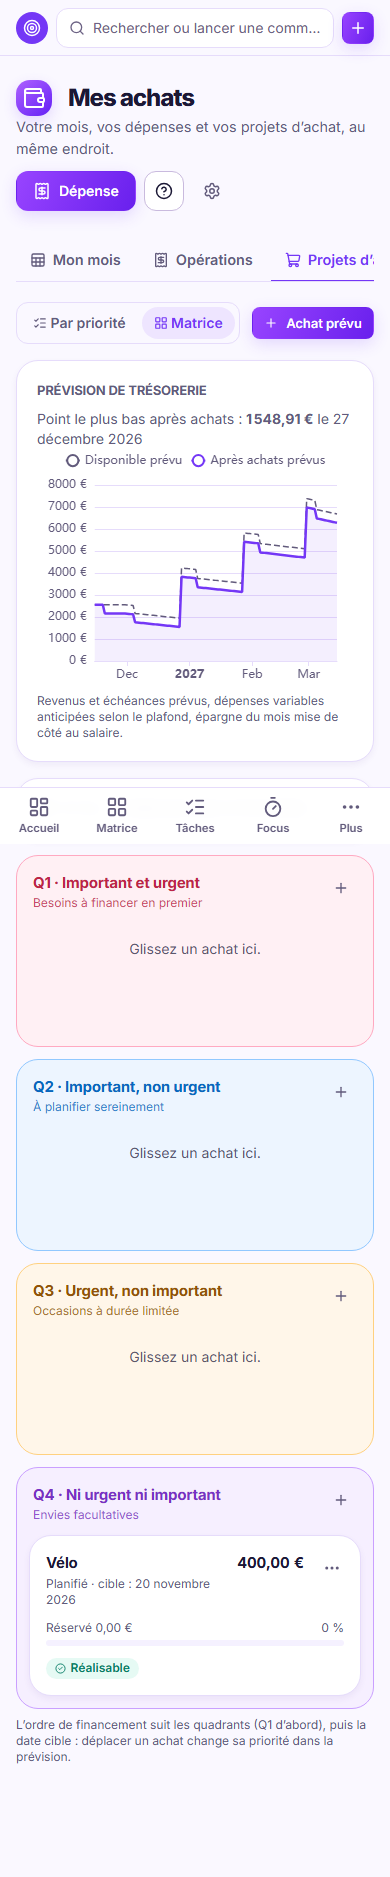 Rechercher ou lancer une comm...
Mes achats
Votre mois, vos dépenses et vos projets d’achat, au
même endroit.
Dépense
Mon mois
Opérations
Projets d’a
Par priorité
Matrice
Achat prévu
PRÉVISION DE TRÉSORERIE
Point le plus bas après achats : 1 548,91 € le 27
décembre 2026
Disponible prévu
Après achats prévus
8000 €
7000 €
6000 €
5000 €
4000 €
3000 €
2000 €
1000 €
0 €
Dec
2027
Feb
Mar
Revenus et échéances prévus, dépenses variables
anticipées selon le plafond, épargne du mois mise de
côté au salaire.
Accueil
Matrice
Tâches
Focus
Plus
Q1 · Important et urgent
Besoins à financer en premier
Glissez un achat ici.
Q2 · Important, non urgent
À planifier sereinement
Glissez un achat ici.
Q3 · Urgent, non important
Occasions à durée limitée
Glissez un achat ici.
Q4 · Ni urgent ni important
Envies facultatives
Vélo
400,00 €
Planifié · cible : 20 novembre
2026
Réservé 0,00 €
0 %
Réalisable
L’ordre de financement suit les quadrants (Q1 d’abord), puis la
date cible : déplacer un achat change sa priorité dans la
prévision.